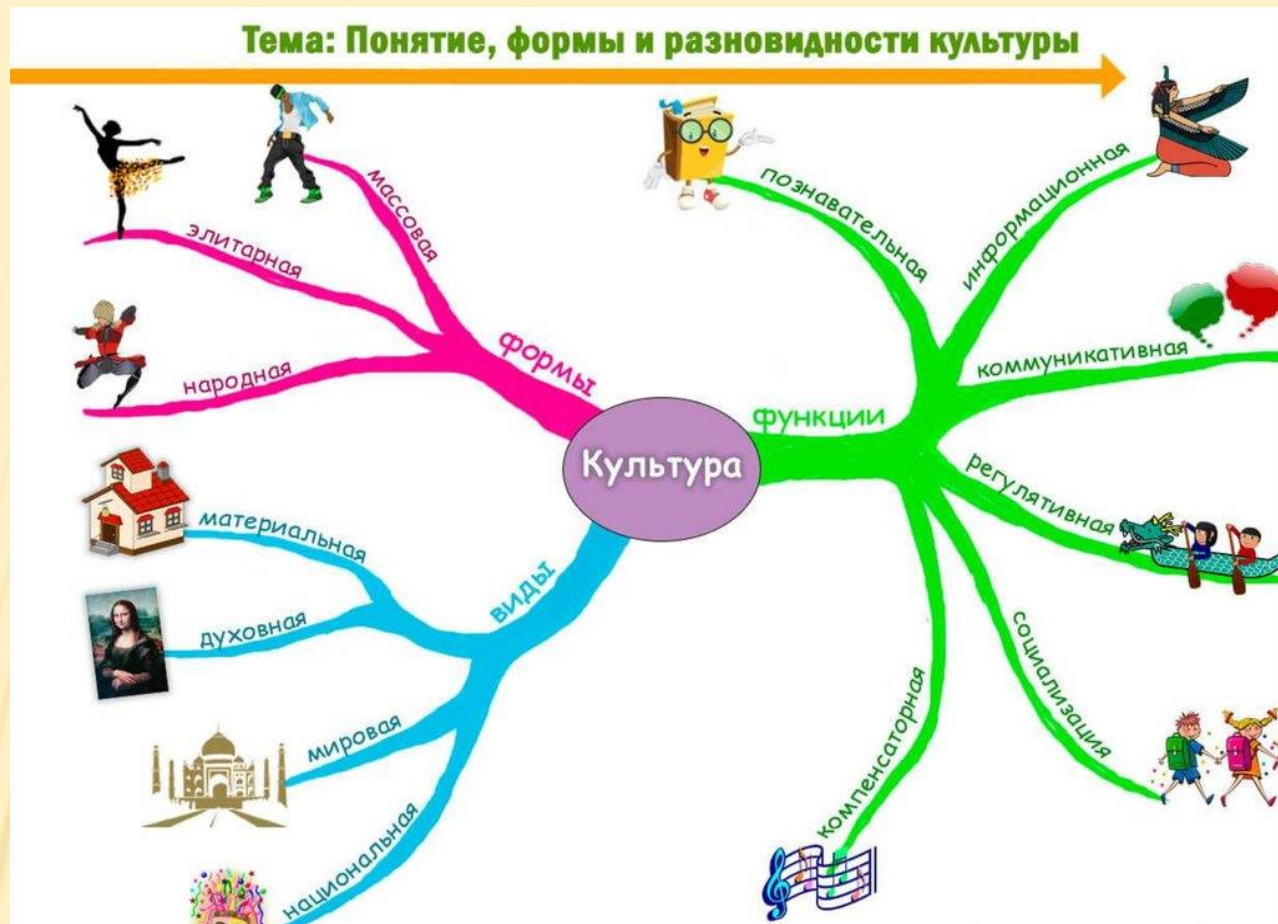 Тема: Понятие, формы и разновидности культуры
массовая
элитарная
народная
формы
познавательная
информационная
коммуникативная
функции
Культура
регулятивная
социализация
компенсаторная
виды
материальная
духовная
мировая
национальная